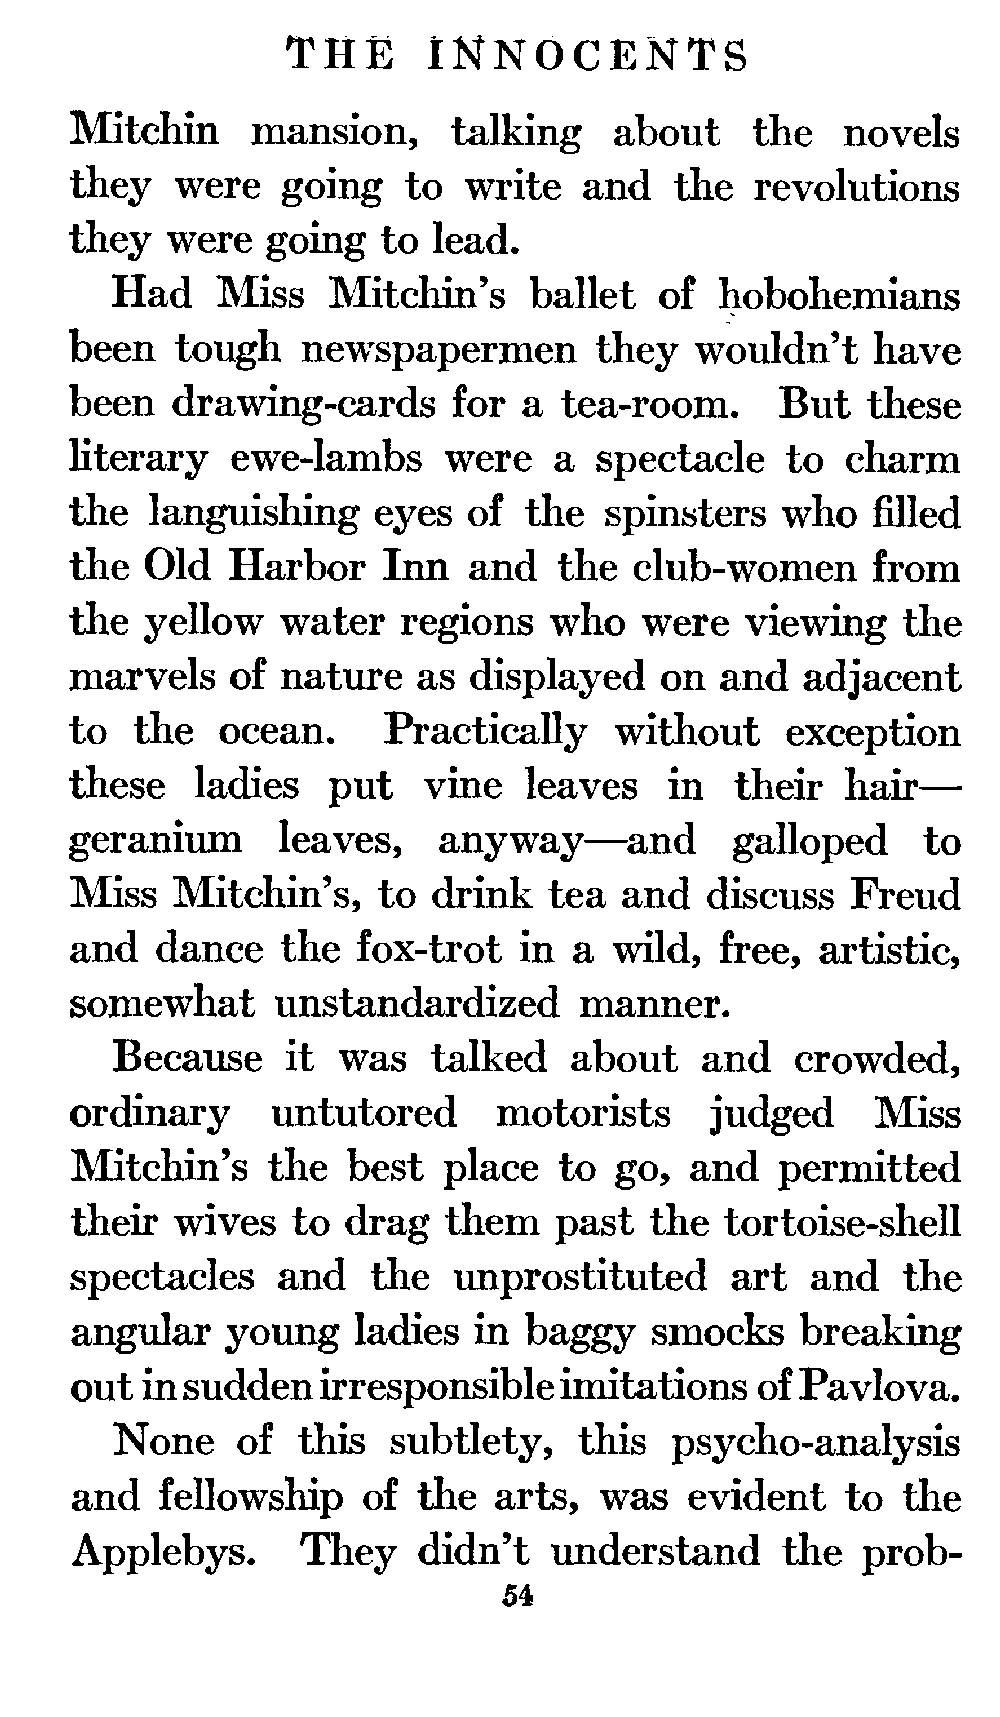 THE INNOCENTS
Mitchin mansion, talking about the novels
they were going to write and the revolutions
they were going to lead.
Had Miss Mitchin's ballet of hobohemians
been tough newspapermen they wouldn't have
been drawing-cards for a tea-room. But these
literary ewe-lambs were a spectacle to charm
the languishing eyes of the spinsters who filled
the Old Harbor Inn and the club-women from
the yellow water regions who were viewing the
marvels of nature as displayed on and adjacent
to the ocean. Practically without exception
these ladies put vine leaves in their hair—
geranium leaves, anyway—and galloped to
Miss Mitchin's, to drink tea and discuss Freud
and dance the fox-trot in a wild, free, artistic,
somewhat unstandardized manner.
Because it was talked about and crowded,
ordinary untutored motorists judged Miss
Mitchin's the best place to go, and permitted
their wives to drag them past the tortoise-shell
spectacles and the unprostituted art and the
angular young ladies in baggy smocks breaking
out in sudden irresponsible imitations of Pavlova.
None of this subtlety, this psycho-analysis
and fellowship of the arts, was evident to the
Applebys. They didn't understand the prob-
54